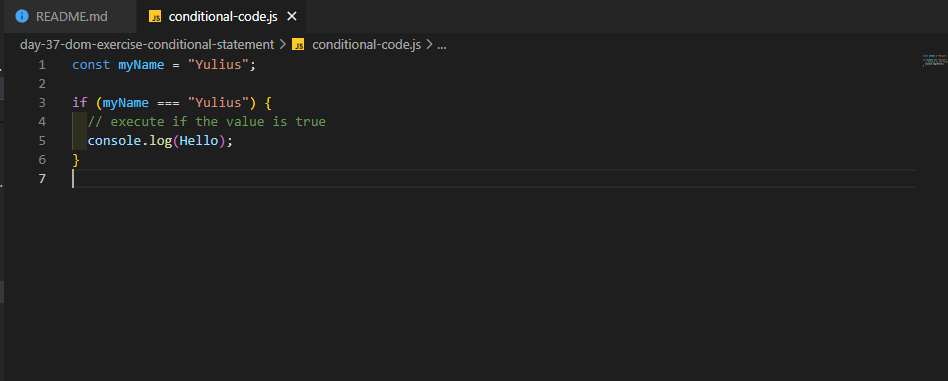 README.md JS conditional-code.js ×
day-37-dom-exercise-conditional-statement > JS conditional-code.js > ...
1 const myName = "Yulius";
2
3 if (myName === "Yulius") {
4 // execute if the value is true
5 console.log(Hello);
6 }
7